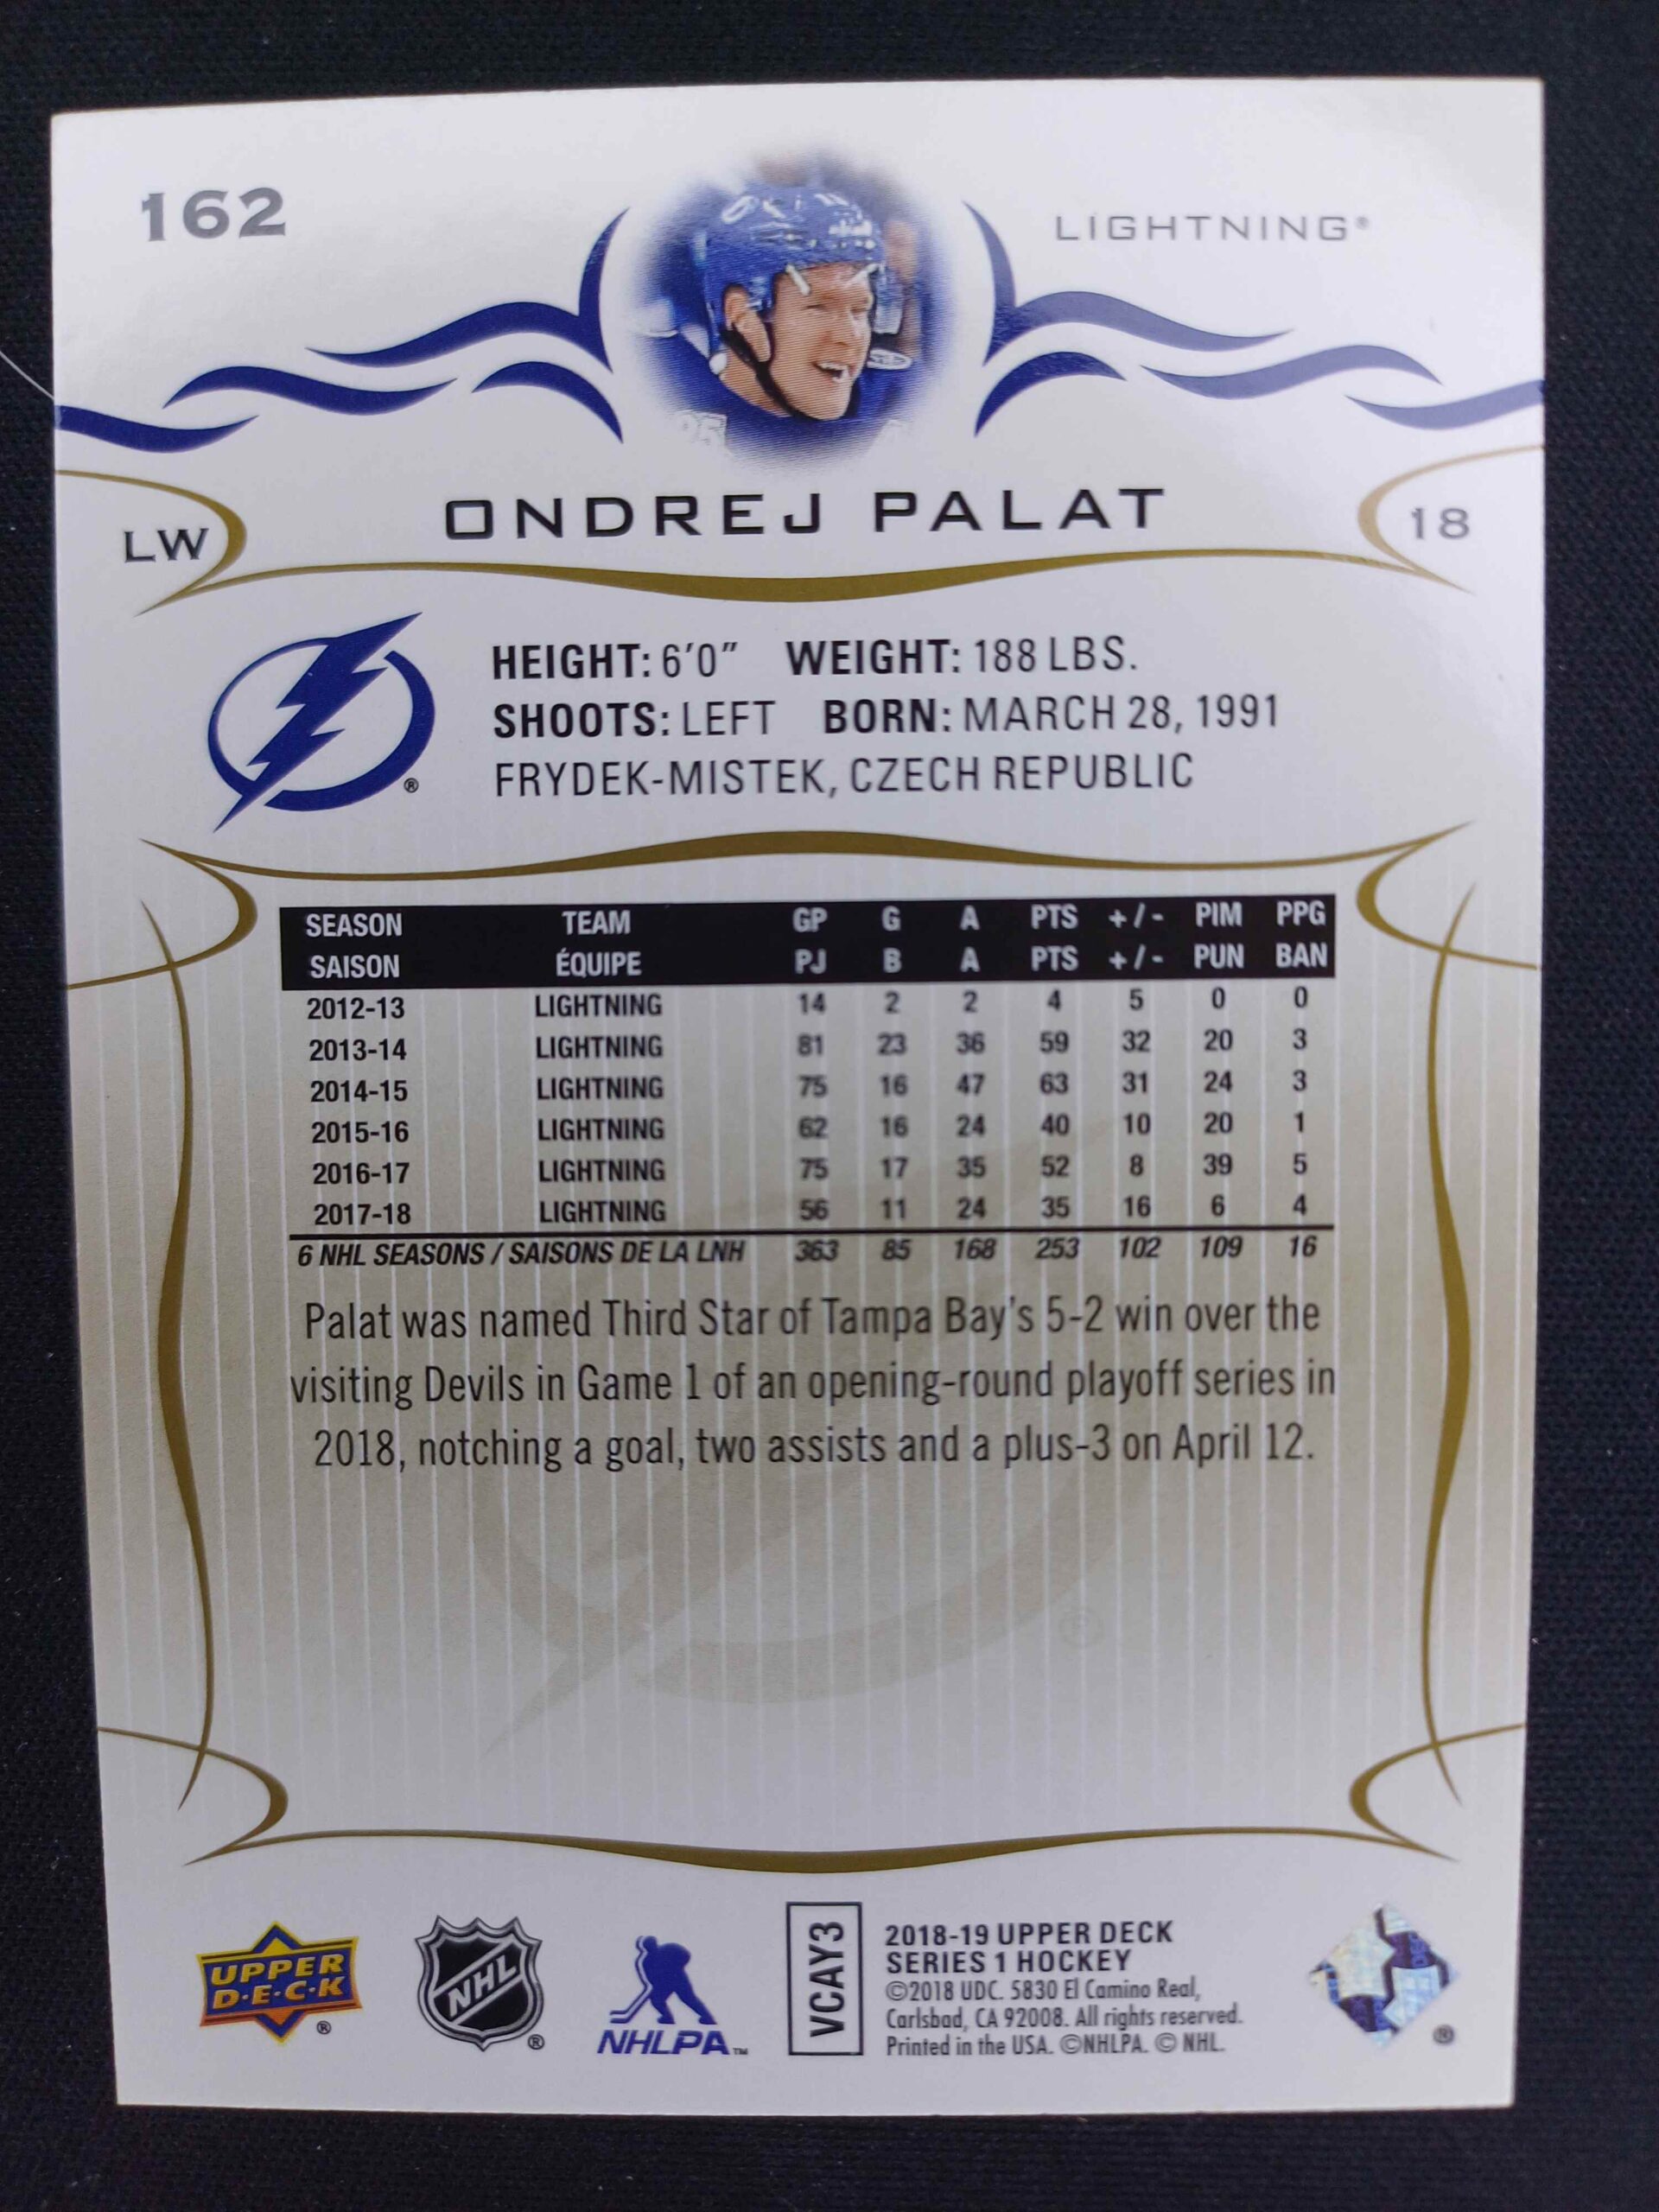 162
LIGHTNING®
LW
ONDREJ PALAT
18
HEIGHT: 6'0" WEIGHT: 188 LBS.
SHOOTS: LEFT BORN: MARCH 28, 1991
FRYDEK-MISTEK, CZECH REPUBLIC
®
SEASON TEAM GP G A PTS +/- PIM PPG
SAISON ÉQUIPE PJ B A PTS +/- PUN BAN
2012-13 LIGHTNING 14 2 2 4 5 0 0
2013-14 LIGHTNING 81 23 36 59 32 20 3
2014-15 LIGHTNING 75 16 47 63 31 24 3
2015-16 LIGHTNING 62 16 24 40 10 20 1
2016-17 LIGHTNING 75 17 35 52 8 39 5
2017-18 LIGHTNING 56 11 24 35 16 6 4
6 NHL SEASONS / SAISONS DE LA LNH 363 85 168 253 102 109 16
Palat was named Third Star of Tampa Bay's 5-2 win over the
visiting Devils in Game 1 of an opening-round playoff series in
2018, notching a goal, two assists and a plus-3 on April 12.
®
UPPER
D·E·C·K
®
NHL
®
NHLPA™
VCAY3
2018-19 UPPER DECK
SERIES 1 HOCKEY
©2018 UDC. 5830 El Camino Real,
Carlsbad, CA 92008. All rights reserved.
Printed in the USA. ©NHLPA. © NHL.
®